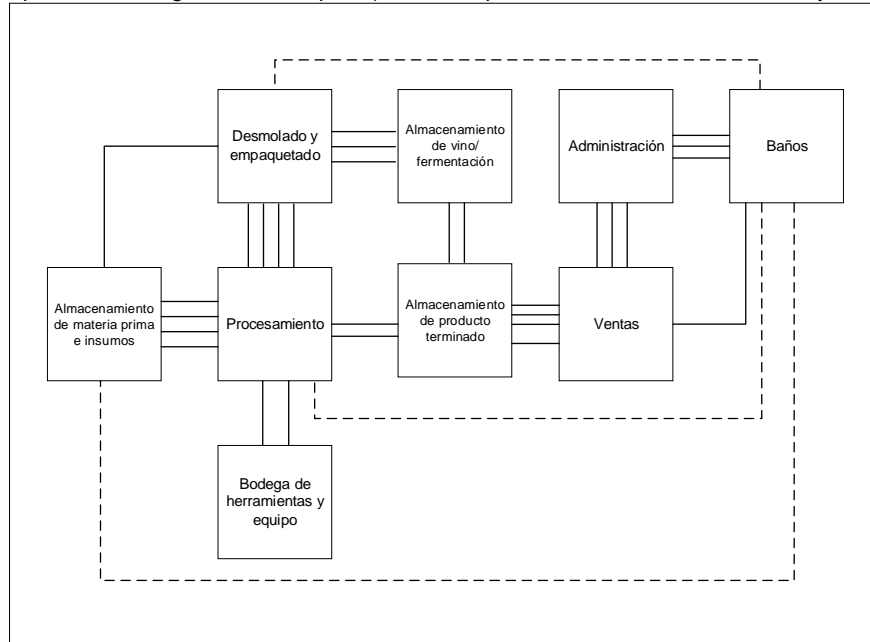 Desmolado y
empaquetado
Almacenamiento
de vino/
fermentación
Administración
Baños
Almacenamiento
de materia prima
e insumos
Procesamiento
Almacenamiento
de producto
terminado
Ventas
Bodega de
herramientas y
equipo